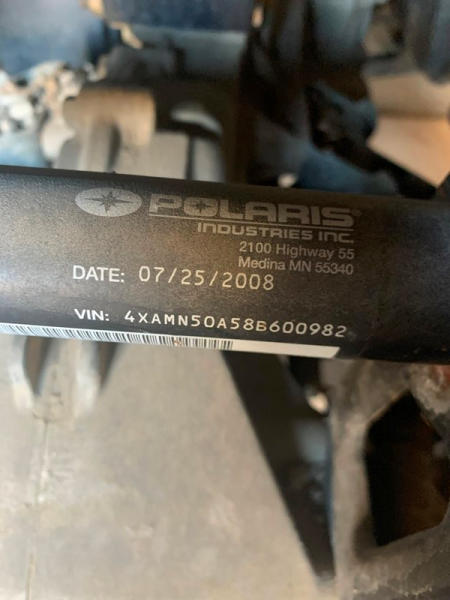 POLARIS
INDUSTRIES INC.
2100 Highway 55
Medina MN 55340
DATE: 07/25/2008
VIN: 4XAMN50A58B600982